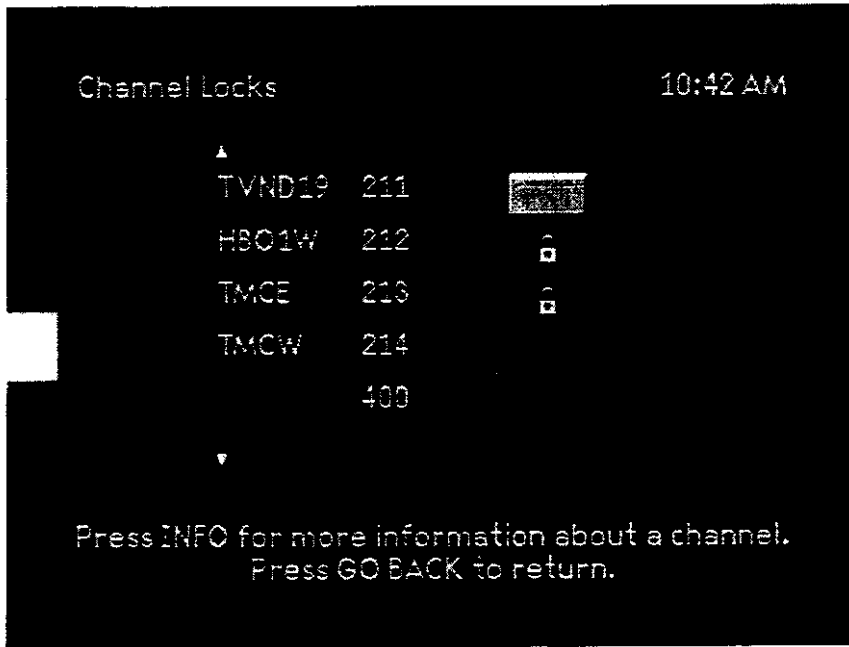 Channel Locks 10:42 AM
TVND19 211
HBO1W 212
TMCE 213
TMCW 214
400
Press INFO for more information about a channel.
Press GO BACK to return.